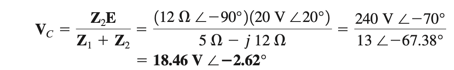 V_C = Z₂E / (Z₁ + Z₂) = (12 Ω ∠−90°)(20 V ∠20°) / (5 Ω − j 12 Ω) = 240 V ∠−70° / 13 ∠−67.38°
= 18.46 V ∠−2.62°